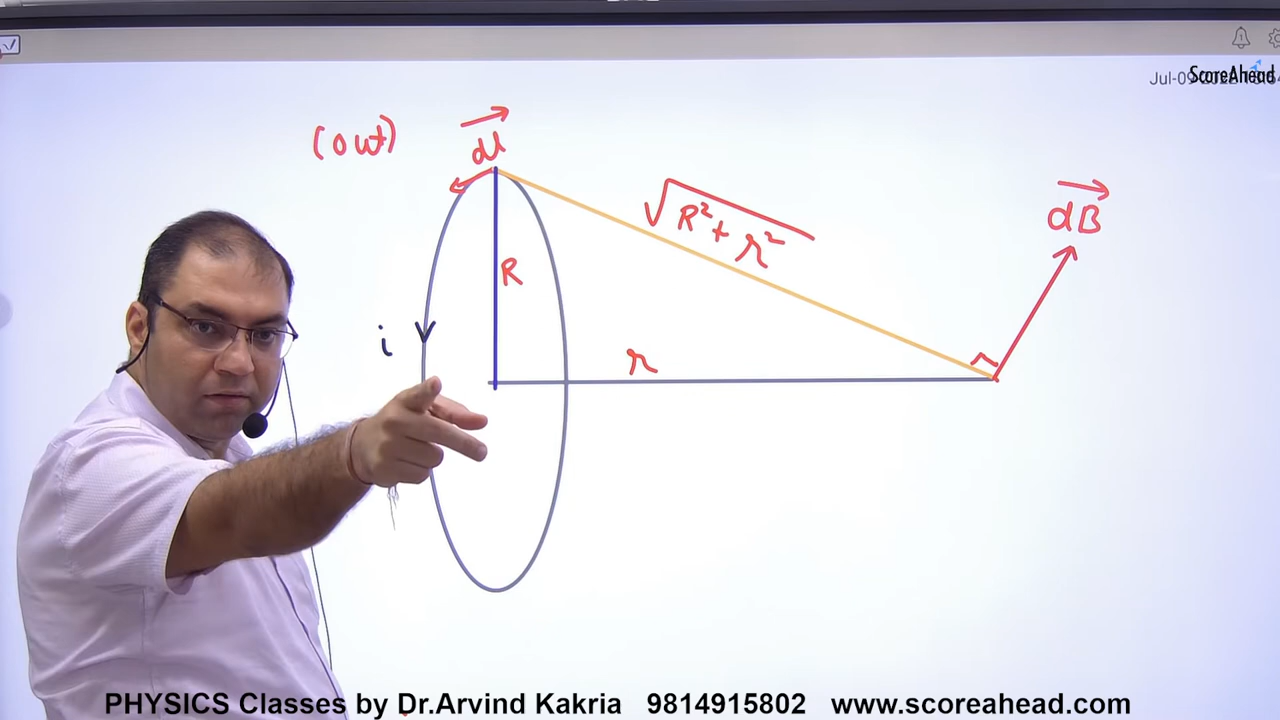 ScoreAhead
(out)
dl
dB
√R²+r²
R
i
r
PHYSICS Classes by Dr.Arvind Kakria 9814915802 www.scoreahead.com